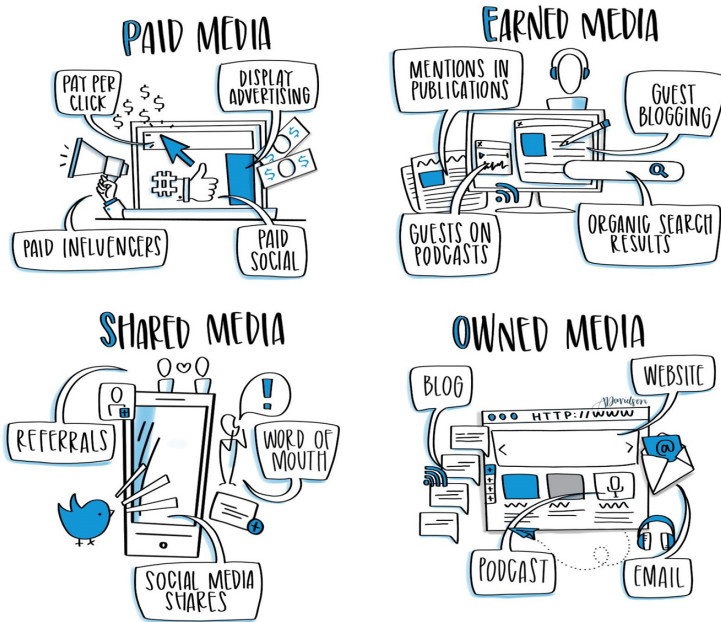 PAID MEDIA
PAY PER
CLICK
DISPLAY
ADVERTISING
PAID INFLUENCERS
PAID
SOCIAL
EARNED MEDIA
MENTIONS IN
PUBLICATIONS
GUEST
BLOGGING
GUESTS ON
PODCASTS
ORGANIC SEARCH
RESULTS
SHARED MEDIA
REFERRALS
WORD OF
MOUTH
SOCIAL MEDIA
SHARES
OWNED MEDIA
BLOG
WEBSITE
JDavidson
HTTP://WWW
PODCAST
EMAIL